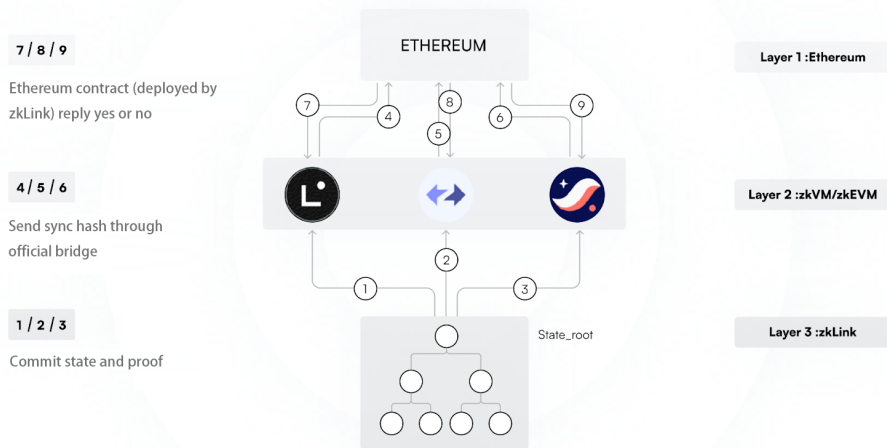 7 / 8 / 9
Ethereum contract (deployed by
zkLink) reply yes or no
4 / 5 / 6
Send sync hash through
official bridge
1 / 2 / 3
Commit state and proof
ETHEREUM
7
4
5
8
6
9
L
1
2
3
State_root
Layer 1 :Ethereum
Layer 2 :zkVM/zkEVM
Layer 3 :zkLink